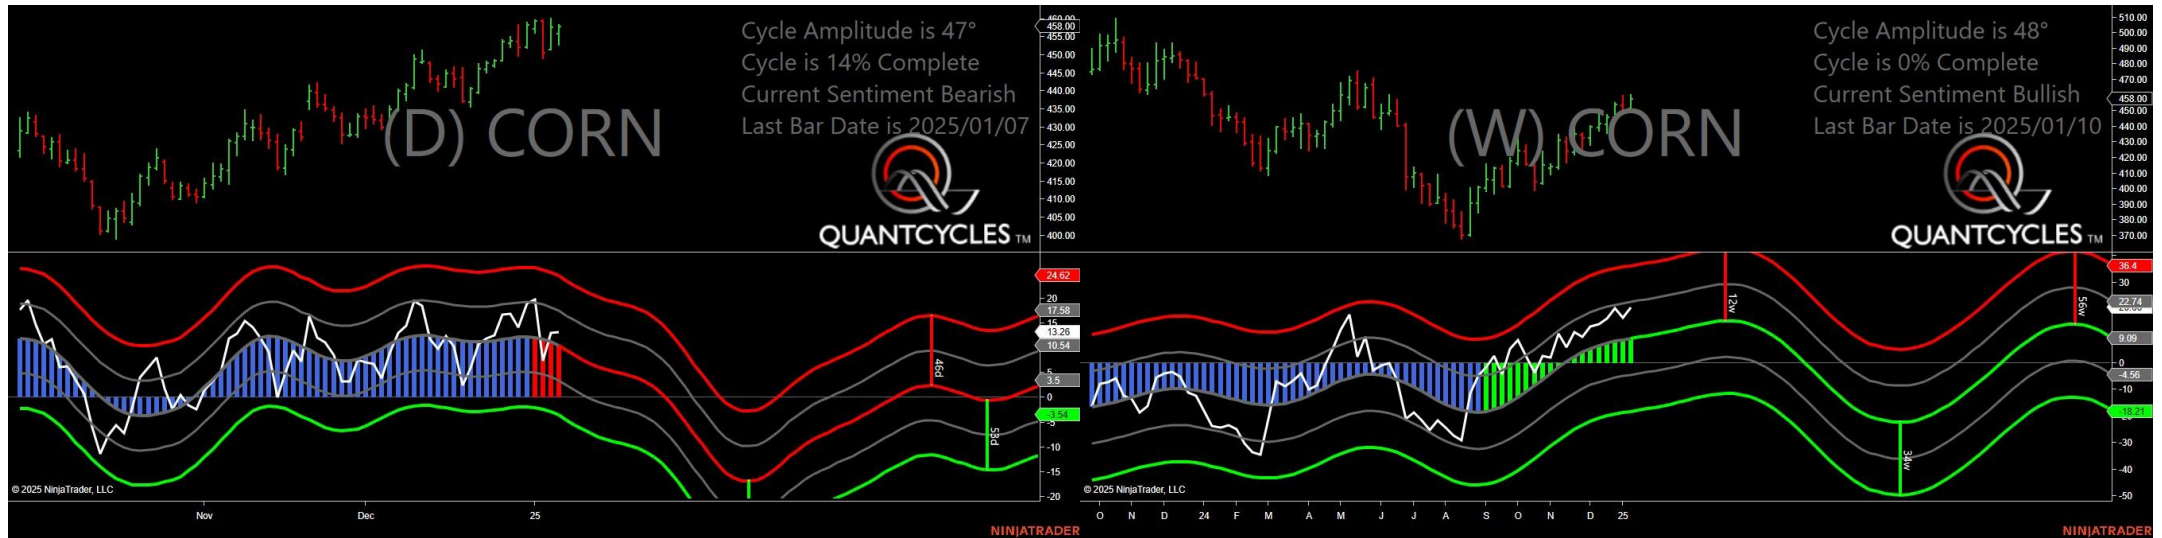 Cycle Amplitude is 47°
Cycle is 14% Complete
Current Sentiment Bearish
Last Bar Date is 2025/01/07
(D) CORN
QUANTCYCLES TM
460.00
458.00
455.00
450.00
445.00
440.00
435.00
430.00
425.00
420.00
415.00
410.00
405.00
400.00
24.62
20
17.58
15
13.26
10.54
5
3.5
0
-3.54
-5
-10
-15
-20
46d
53d
© 2025 NinjaTrader, LLC
Nov
Dec
25
NINJATRADER
Cycle Amplitude is 48°
Cycle is 0% Complete
Current Sentiment Bullish
Last Bar Date is 2025/01/10
(W) CORN
QUANTCYCLES TM
510.00
500.00
490.00
480.00
470.00
458.00
450.00
440.00
430.00
420.00
410.00
400.00
390.00
380.00
370.00
36.4
30
22.74
9.09
0
-4.56
-10
-18.21
-30
-40
-50
12w
34w
56w
© 2025 NinjaTrader, LLC
O N D 24 F M A M J J A S O N D 25
NINJATRADER